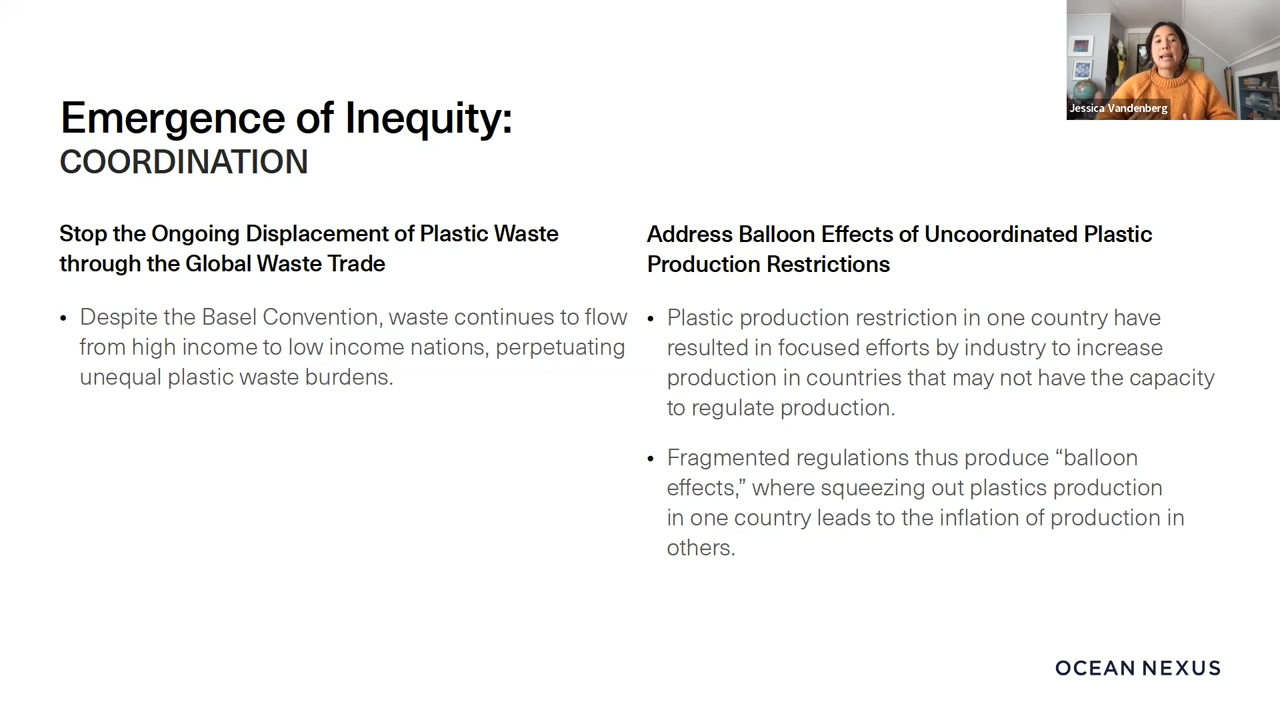 Jessica Vandenberg
Emergence of Inequity:
COORDINATION
Stop the Ongoing Displacement of Plastic Waste
through the Global Waste Trade
• Despite the Basel Convention, waste continues to flow
from high income to low income nations, perpetuating
unequal plastic waste burdens.
Address Balloon Effects of Uncoordinated Plastic
Production Restrictions
• Plastic production restriction in one country have
resulted in focused efforts by industry to increase
production in countries that may not have the capacity
to regulate production.
• Fragmented regulations thus produce “balloon
effects,” where squeezing out plastics production
in one country leads to the inflation of production in
others.
OCEAN NEXUS